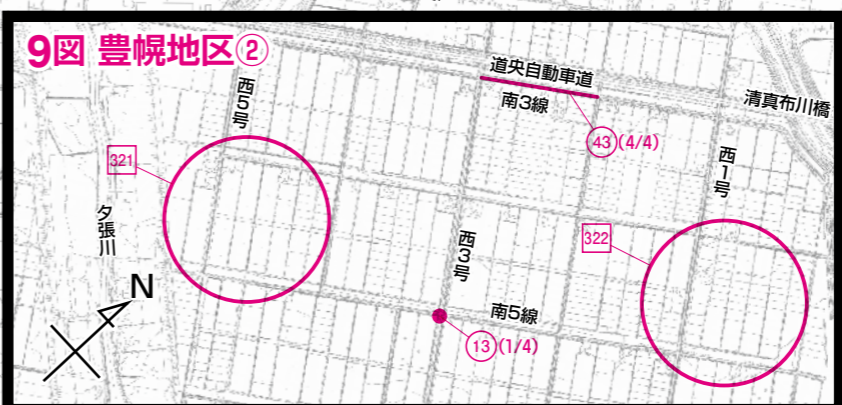 9図 豊幌地区②
道央自動車道
南3線
清真布川橋
西5号
43(4/4)
321
西1号
夕張川
322
西3号
N
南5線
13(1/4)